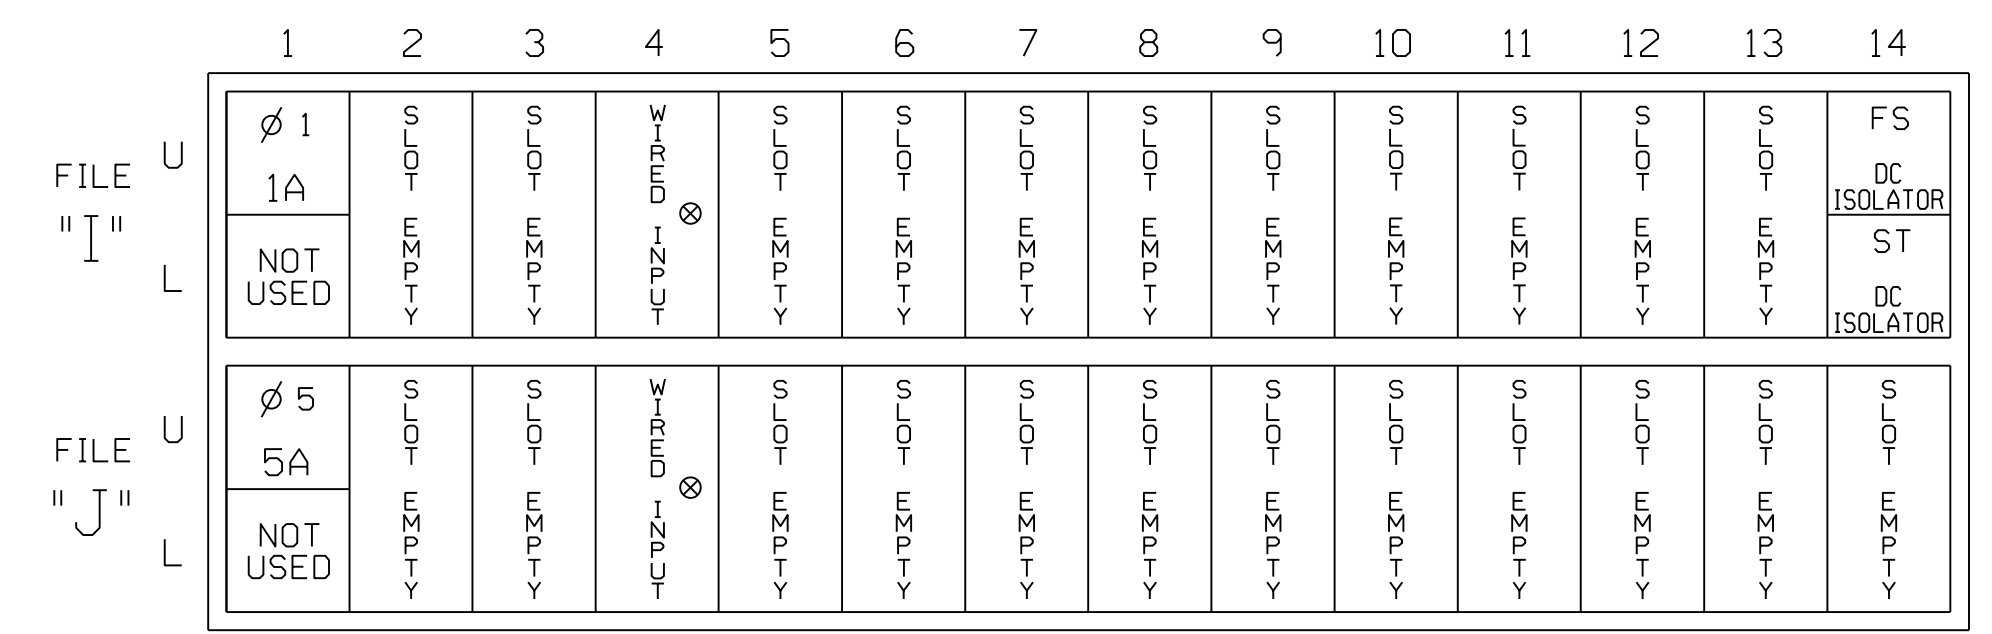 1 2 3 4 5 6 7 8 9 10 11 12 13 14
FILE
"I"
U
L
Ø 1
1A
NOT
USED
SLOT EMPTY
SLOT EMPTY
WIRED INPUT
SLOT EMPTY
SLOT EMPTY
SLOT EMPTY
SLOT EMPTY
SLOT EMPTY
SLOT EMPTY
SLOT EMPTY
SLOT EMPTY
SLOT EMPTY
FS
DC
ISOLATOR
ST
DC
ISOLATOR
FILE
"J"
U
L
Ø 5
5A
NOT
USED
SLOT EMPTY
SLOT EMPTY
WIRED INPUT
SLOT EMPTY
SLOT EMPTY
SLOT EMPTY
SLOT EMPTY
SLOT EMPTY
SLOT EMPTY
SLOT EMPTY
SLOT EMPTY
SLOT EMPTY
SLOT EMPTY